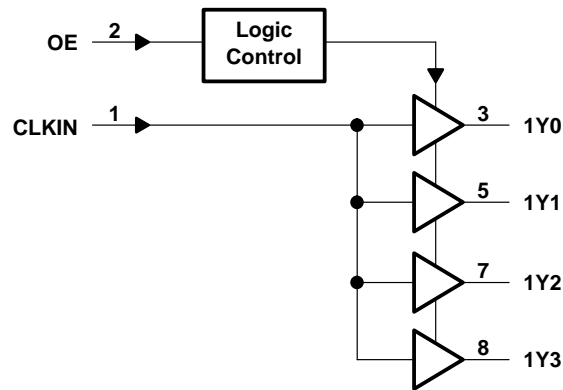 OE 2 Logic
Control
CLKIN 1
3 1Y0
5 1Y1
7 1Y2
8 1Y3